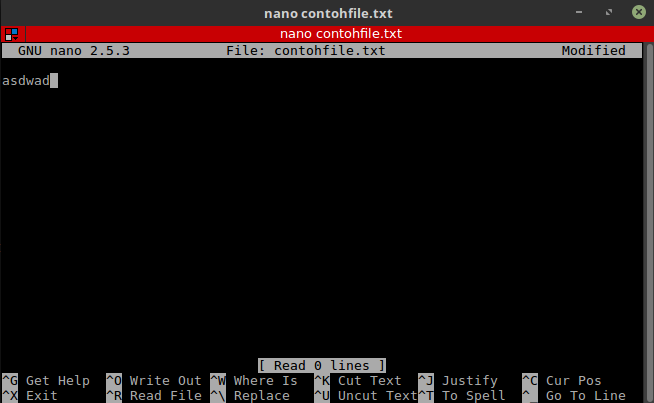 nano contohfile.txt
nano contohfile.txt
GNU nano 2.5.3 File: contohfile.txt Modified
asdwad
[ Read 0 lines ]
^G Get Help ^O Write Out ^W Where Is ^K Cut Text ^J Justify ^C Cur Pos
^X Exit ^R Read File ^\ Replace ^U Uncut Text ^T To Spell ^_ Go To Line